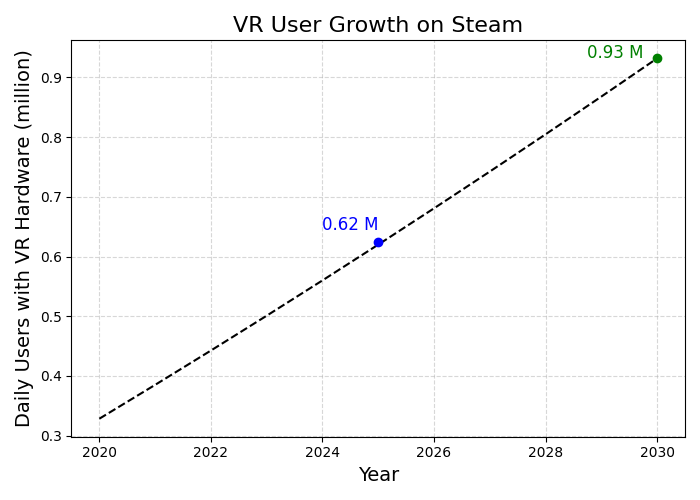 VR User Growth on Steam
Daily Users with VR Hardware (million)
0.9
0.8
0.7
0.6
0.5
0.4
0.3
0.93 M
0.62 M
2020
2022
2024
2026
2028
2030
Year